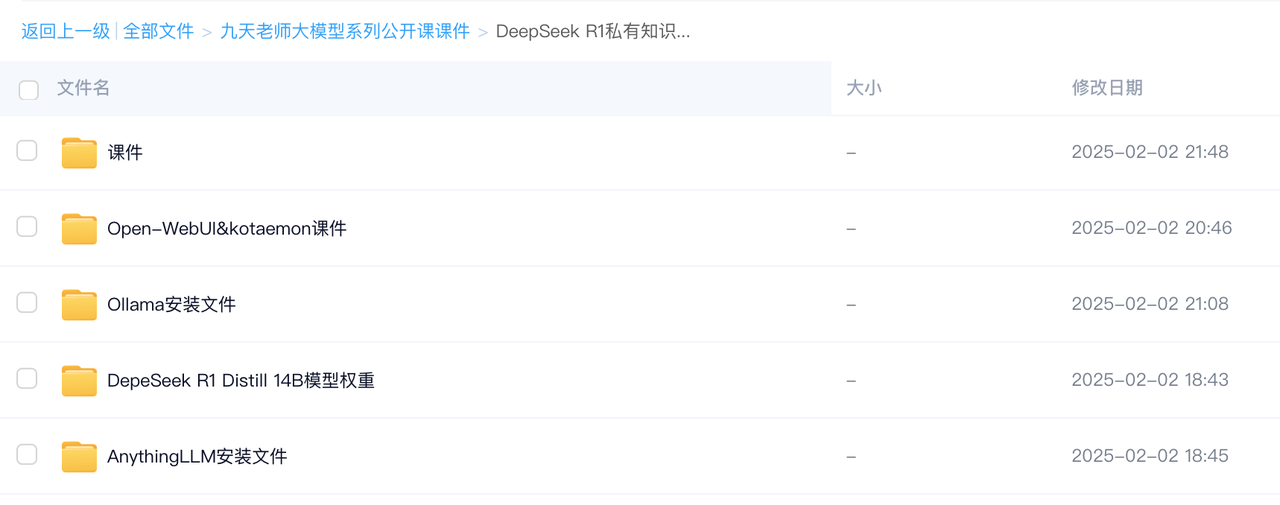 返回上一级 | 全部文件 > 九天老师大模型系列公开课课件 > DeepSeek R1私有知识...
文件名 大小 修改日期
课件 – 2025-02-02 21:48
Open-WebUI&kotaemon课件 – 2025-02-02 20:46
Ollama安装文件 – 2025-02-02 21:08
DepeSeek R1 Distill 14B模型权重 – 2025-02-02 18:43
AnythingLLM安装文件 – 2025-02-02 18:45